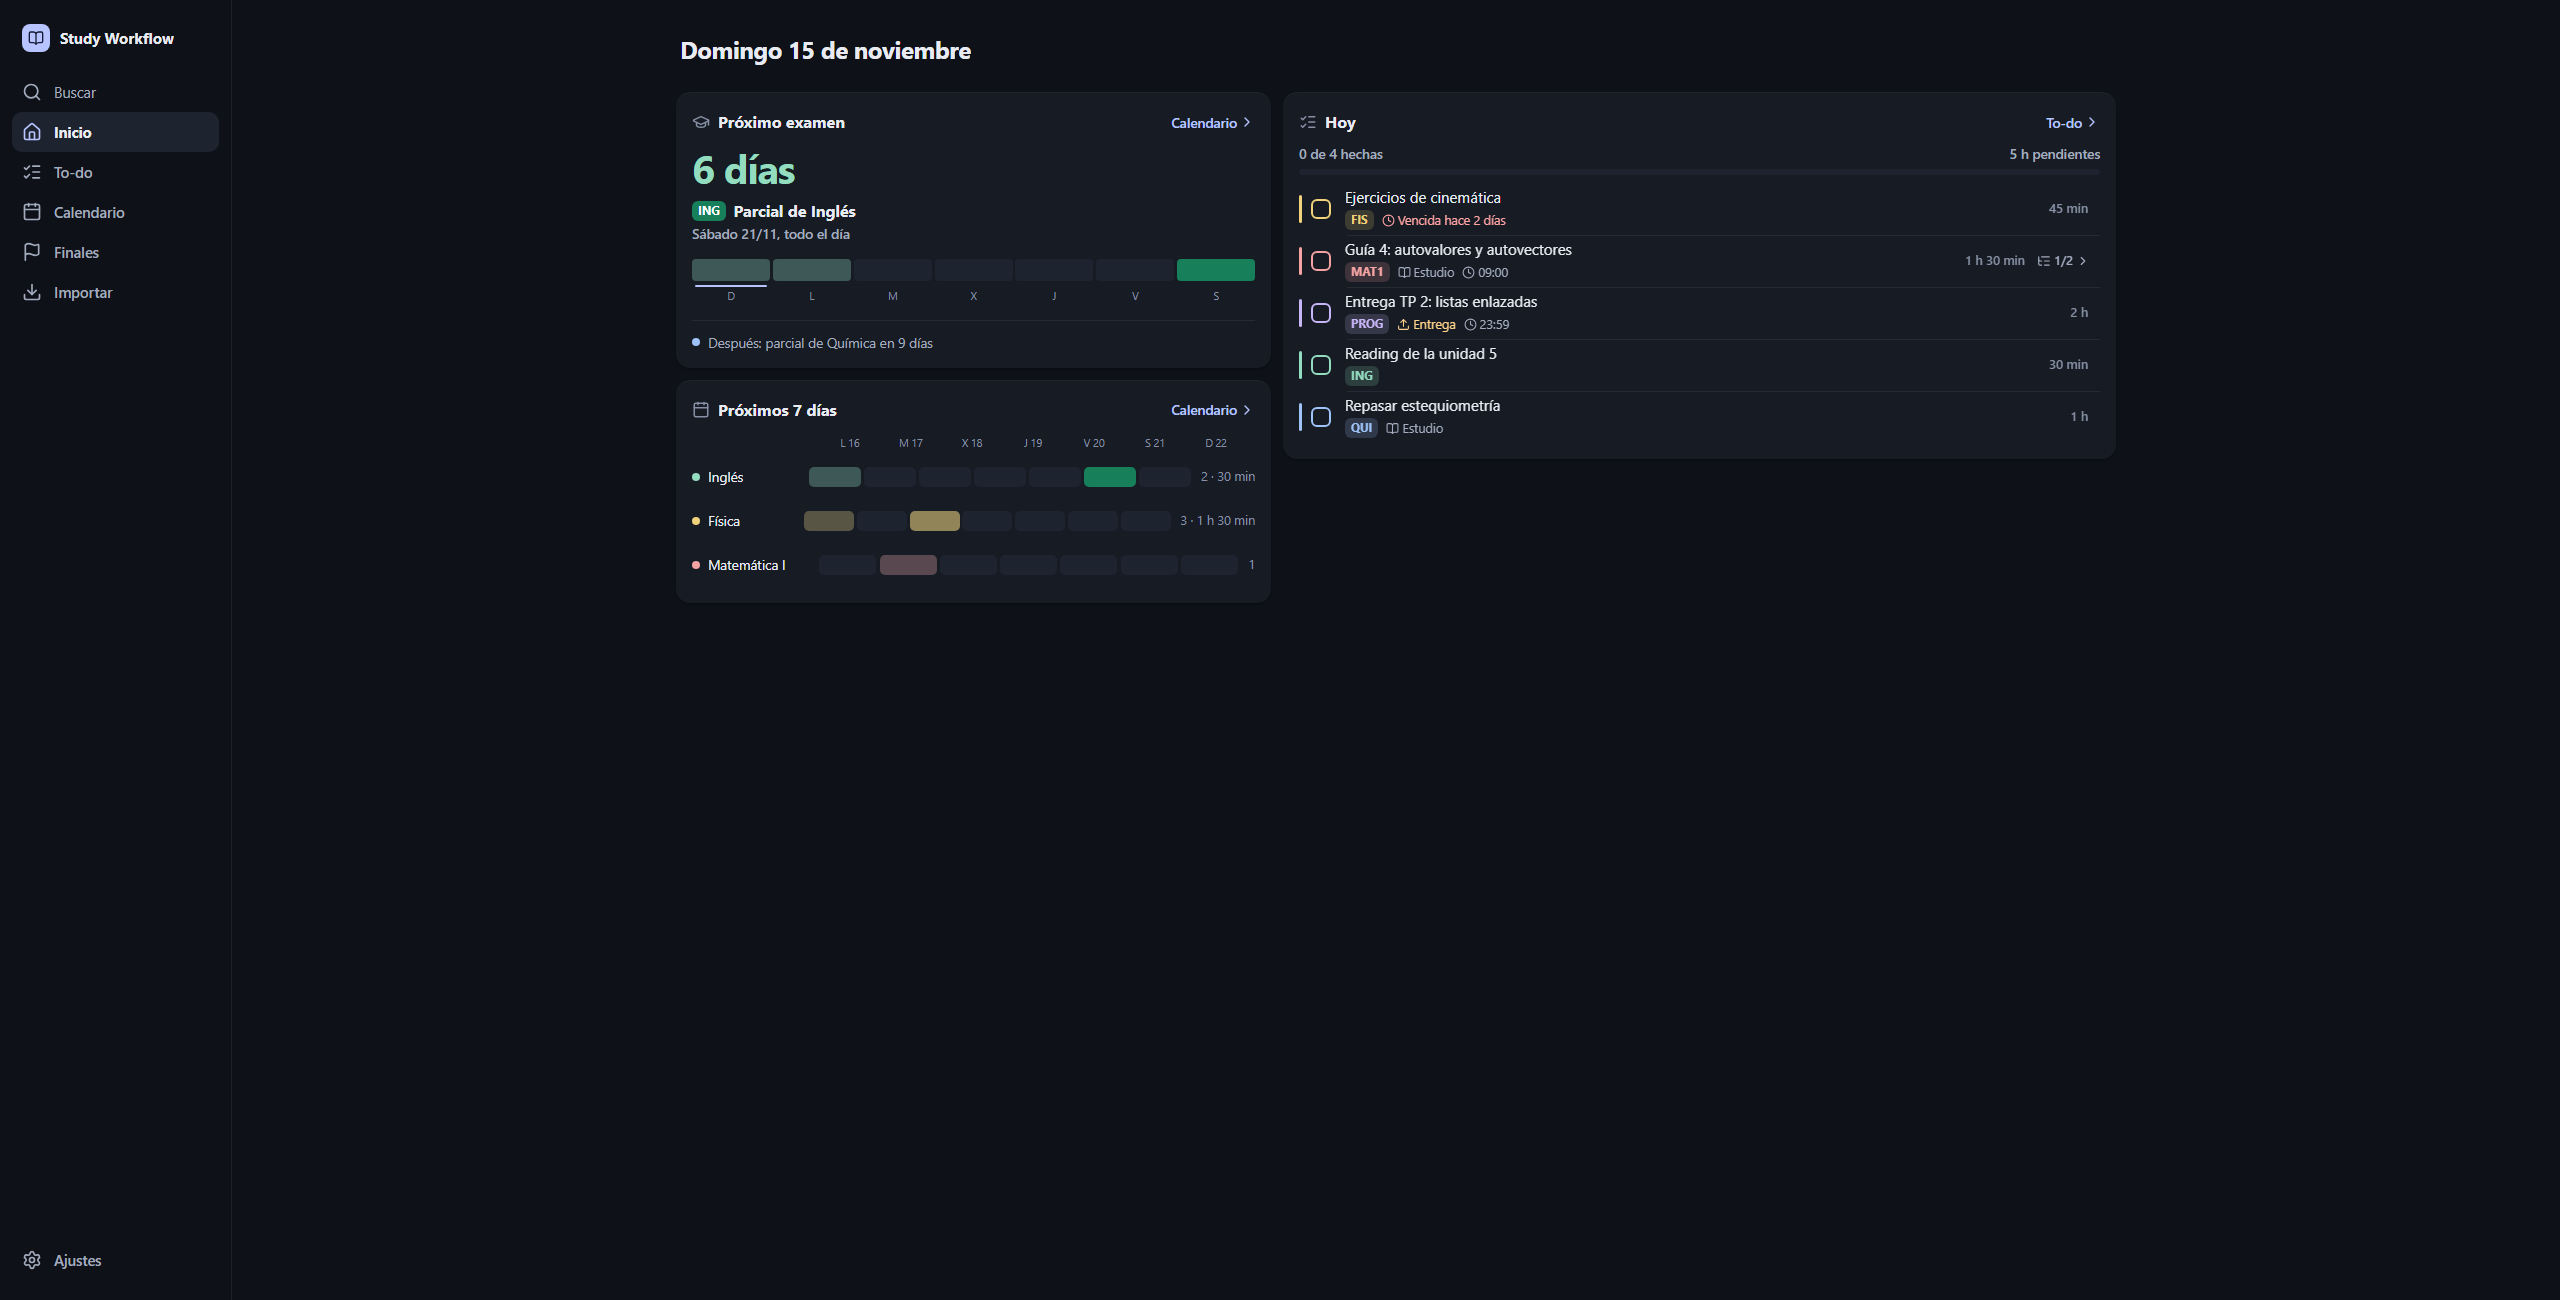 Study Workflow
Buscar
Inicio
To-do
Calendario
Finales
Importar
Ajustes
Domingo 15 de noviembre
Próximo examen
Calendario
6 días
ING Parcial de Inglés
Sábado 21/11, todo el día
D L M X J V S
Después: parcial de Química en 9 días
Próximos 7 días
Calendario
L 16 M 17 X 18 J 19 V 20 S 21 D 22
Inglés 2 · 30 min
Física 3 · 1 h 30 min
Matemática I 1
Hoy
To-do
0 de 4 hechas 5 h pendientes
Ejercicios de cinemática
FIS Vencida hace 2 días
45 min
Guía 4: autovalores y autovectores
MAT1 Estudio 09:00
1 h 30 min 1/2
Entrega TP 2: listas enlazadas
PROG Entrega 23:59
2 h
Reading de la unidad 5
ING
30 min
Repasar estequiometría
QUI Estudio
1 h